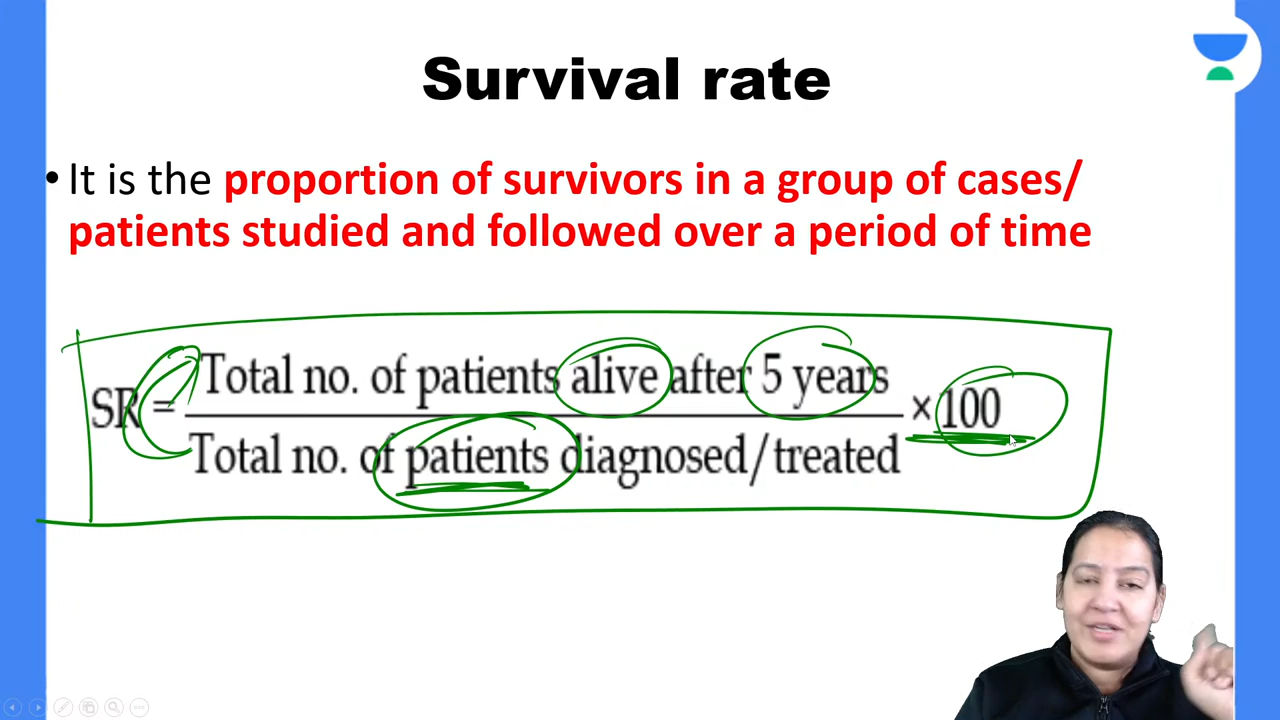 Survival rate
• It is the proportion of survivors in a group of cases/
patients studied and followed over a period of time
SR = Total no. of patients alive after 5 years
Total no. of patients diagnosed/treated × 100